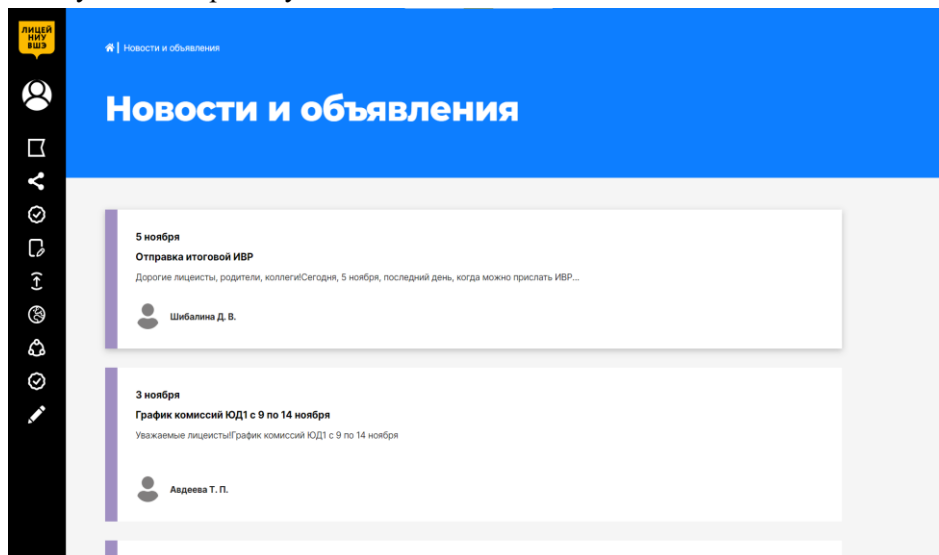 ЛИЦЕЙ
НИУ
ВШЭ
Новости и объявления
Новости и объявления
5 ноября
Отправка итоговой ИВР
Дорогие лицеисты, родители, коллеги!Сегодня, 5 ноября, последний день, когда можно прислать ИВР...
Шибалина Д. В.
3 ноября
График комиссий ЮД1 с 9 по 14 ноября
Уважаемые лицеисты!График комиссий ЮД1 с 9 по 14 ноября
Авдеева Т. П.